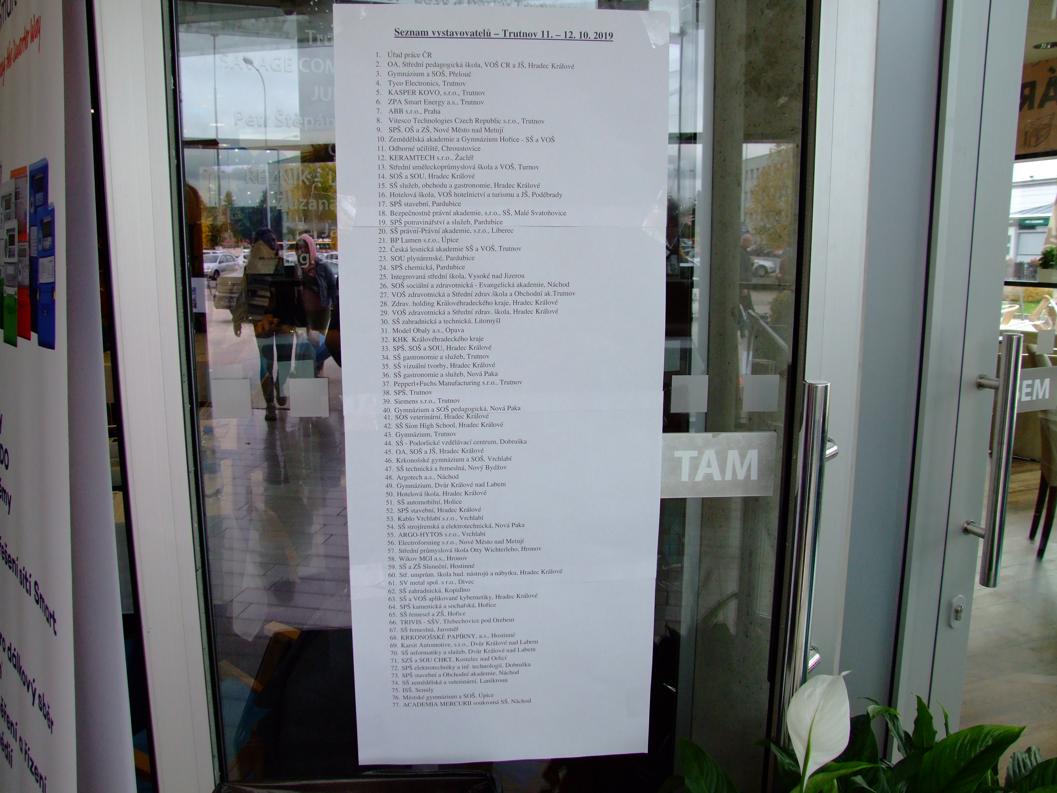 Seznam vystavovatelů – Trutnov 11. – 12. 10. 2019
1. Úřad práce ČR
2. OA, Střední pedagogická škola, VOŠ CR a JŠ, Hradec Králové
3. Gymnázium a SOŠ, Přelouč
4. Tyco Electronics, Trutnov
5. KASPER KOVO, s.r.o., Trutnov
6. ZPA Smart Energy a.s., Trutnov
7. ABB s.r.o., Praha
8. Vitesco Technologies Czech Republic s.r.o., Trutnov
9. SPŠ, OŠ a ZŠ, Nové Město nad Metují
10. Zemědělská akademie a Gymnázium Hořice - SŠ a VOŠ
11. Odborné učiliště, Chroustovice
12. KERAMTECH s.r.o., Žacléř
13. Střední uměleckoprůmyslová škola a VOŠ, Turnov
14. SOŠ a SOU, Hradec Králové
15. SŠ služeb, obchodu a gastronomie, Hradec Králové
16. Hotelová škola, VOŠ hotelnictví a turismu a JŠ, Poděbrady
17. SPŠ stavební, Pardubice
18. Bezpečnostně právní akademie, s.r.o., SŠ, Malé Svatoňovice
19. SPŠ potravinářství a služeb, Pardubice
20. SŠ právní-Právní akademie, s.r.o., Liberec
21. BP Lumen s.r.o., Úpice
22. Česká lesnická akademie SŠ a VOŠ, Trutnov
23. SOU plynárenské, Pardubice
24. SPŠ chemická, Pardubice
25. Integrovaná střední škola, Vysoké nad Jizerou
26. SOŠ sociální a zdravotnická - Evangelická akademie, Náchod
27. VOŠ zdravotnická a Střední zdrav.škola a Obchodní ak.Trutnov
28. Zdrav. holding Královéhradeckého kraje, Hradec Králové
29. VOŠ zdravotnická a Střední zdrav. škola, Hradec Králové
30. SŠ zahradnická a technická, Litomyšl
31. Model Obaly a.s., Opava
32. KHK Královéhradeckého kraje
33. SPŠ, SOŠ a SOU, Hradec Králové
34. SŠ gastronomie a služeb, Trutnov
35. SŠ vizuální tvorby, Hradec Králové
36. SŠ gastronomie a služeb, Nová Paka
37. Pepperl+Fuchs Manufacturing s.r.o., Trutnov
38. SPŠ, Trutnov
39. Siemens s.r.o., Trutnov
40. Gymnázium a SOŠ pedagogická, Nová Paka
41. SOŠ veterinární, Hradec Králové
42. SŠ Sion High School, Hradec Králové
43. Gymnázium, Trutnov
44. SŠ - Podorlické vzdělávací centrum, Dobruška
45. OA, SOŠ a JŠ, Hradec Králové
46. Krkonošské gymnázium a SOŠ, Vrchlabí
47. SŠ technická a řemeslná, Nový Bydžov
48. Argotech a.s., Náchod
49. Gymnázium, Dvůr Králové nad Labem
50. Hotelová škola, Hradec Králové
51. SŠ automobilní, Holice
52. SPŠ stavební, Hradec Králové
53. Kablo Vrchlabí s.r.o., Vrchlabí
54. SŠ strojírenská a elektrotechnická, Nová Paka
55. ARGO-HYTOS s.r.o., Vrchlabí
56. Electroforming s.r.o., Nové Město nad Metují
57. Střední průmyslová škola Otty Wichterleho, Hronov
58. Wikov MGI a.s., Hronov
59. SŠ a ZŠ Sluneční, Hostinné
60. Stř. umprům. škola hud. nástrojů a nábytku, Hradec Králové
61. SV metal spol. s r.o., Divec
62. SŠ zahradnická, Kopidlno
63. SŠ a VOŠ aplikované kybernetiky, Hradec Králové
64. SPŠ kamenická a sochařská, Hořice
65. SŠ řemesel a ZŠ, Hořice
66. TRIVIS - SŠV, Třebechovice pod Orebem
67. SŠ řemeslná, Jaroměř
68. KRKONOŠSKÉ PAPÍRNY, a.s., Hostinné
69. Karsit Automotive, s.r.o., Dvůr Králové nad Labem
70. SŠ informatiky a služeb, Dvůr Králové nad Labem
71. SZŠ a SOU CHKT, Kostelec nad Orlicí
72. SPŠ elektrotechniky a inf. technologií, Dobruška
73. SPŠ stavební a Obchodní akademie, Náchod
74. SŠ zemědělská a veterinární, Lanškroun
75. ISŠ, Semily
76. Městské gymnázium a SOŠ, Úpice
77. ACADEMIA MERCURII soukromá SŠ, Náchod
TAM
SEM